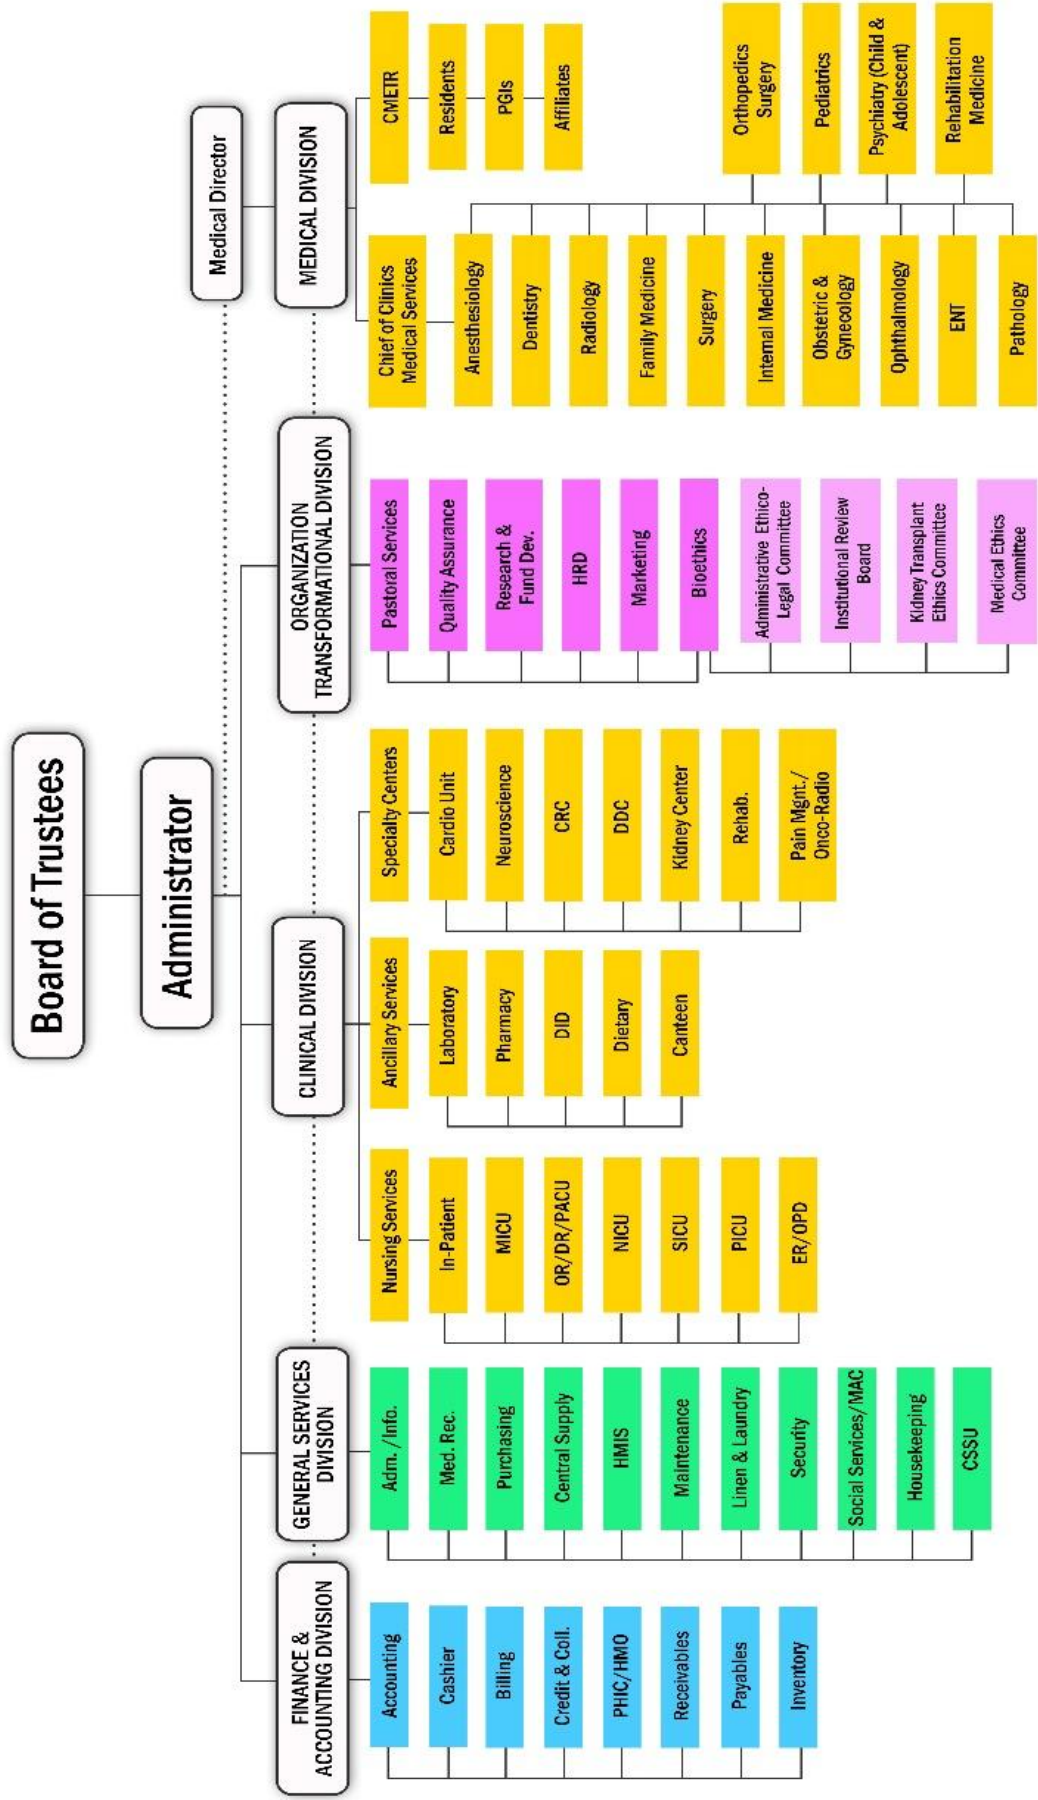 Board of Trustees
Administrator
Medical Director
FINANCE &
ACCOUNTING DIVISION
GENERAL SERVICES
DIVISION
CLINICAL DIVISION
ORGANIZATION
TRANSFORMATIONAL DIVISION
MEDICAL DIVISION
Accounting
Cashier
Billing
Credit & Coll.
PHIC/HMO
Receivables
Payables
Inventory
Adm. /Info.
Med. Rec.
Purchasing
Central Supply
HMIS
Maintenance
Linen & Laundry
Security
Social Services/MAC
Housekeeping
CSSU
Nursing Services
In-Patient
MICU
OR/DR/PACU
NICU
SICU
PICU
ER/OPD
Ancillary Services
Laboratory
Pharmacy
DID
Dietary
Canteen
Specialty Centers
Cardio Unit
Neuroscience
CRC
DDC
Kidney Center
Rehab.
Pain Mgnt./
Onco-Radio
Pastoral Services
Quality Assurance
Research &
Fund Dev.
HRD
Marketing
Bioethics
Administrative Ethico-
Legal Committee
Institutional Review
Board
Kidney Transplant
Ethics Committee
Medical Ethics
Committee
Chief of Clinics
Medical Services
Anesthesiology
Dentistry
Radiology
Family Medicine
Surgery
Internal Medicine
Obstetric &
Gynecology
Ophthalmology
ENT
Pathology
CMETR
Residents
PGIs
Affiliates
Orthopedics
Surgery
Pediatrics
Psychiatry (Child &
Adolescent)
Rehabilitation
Medicine